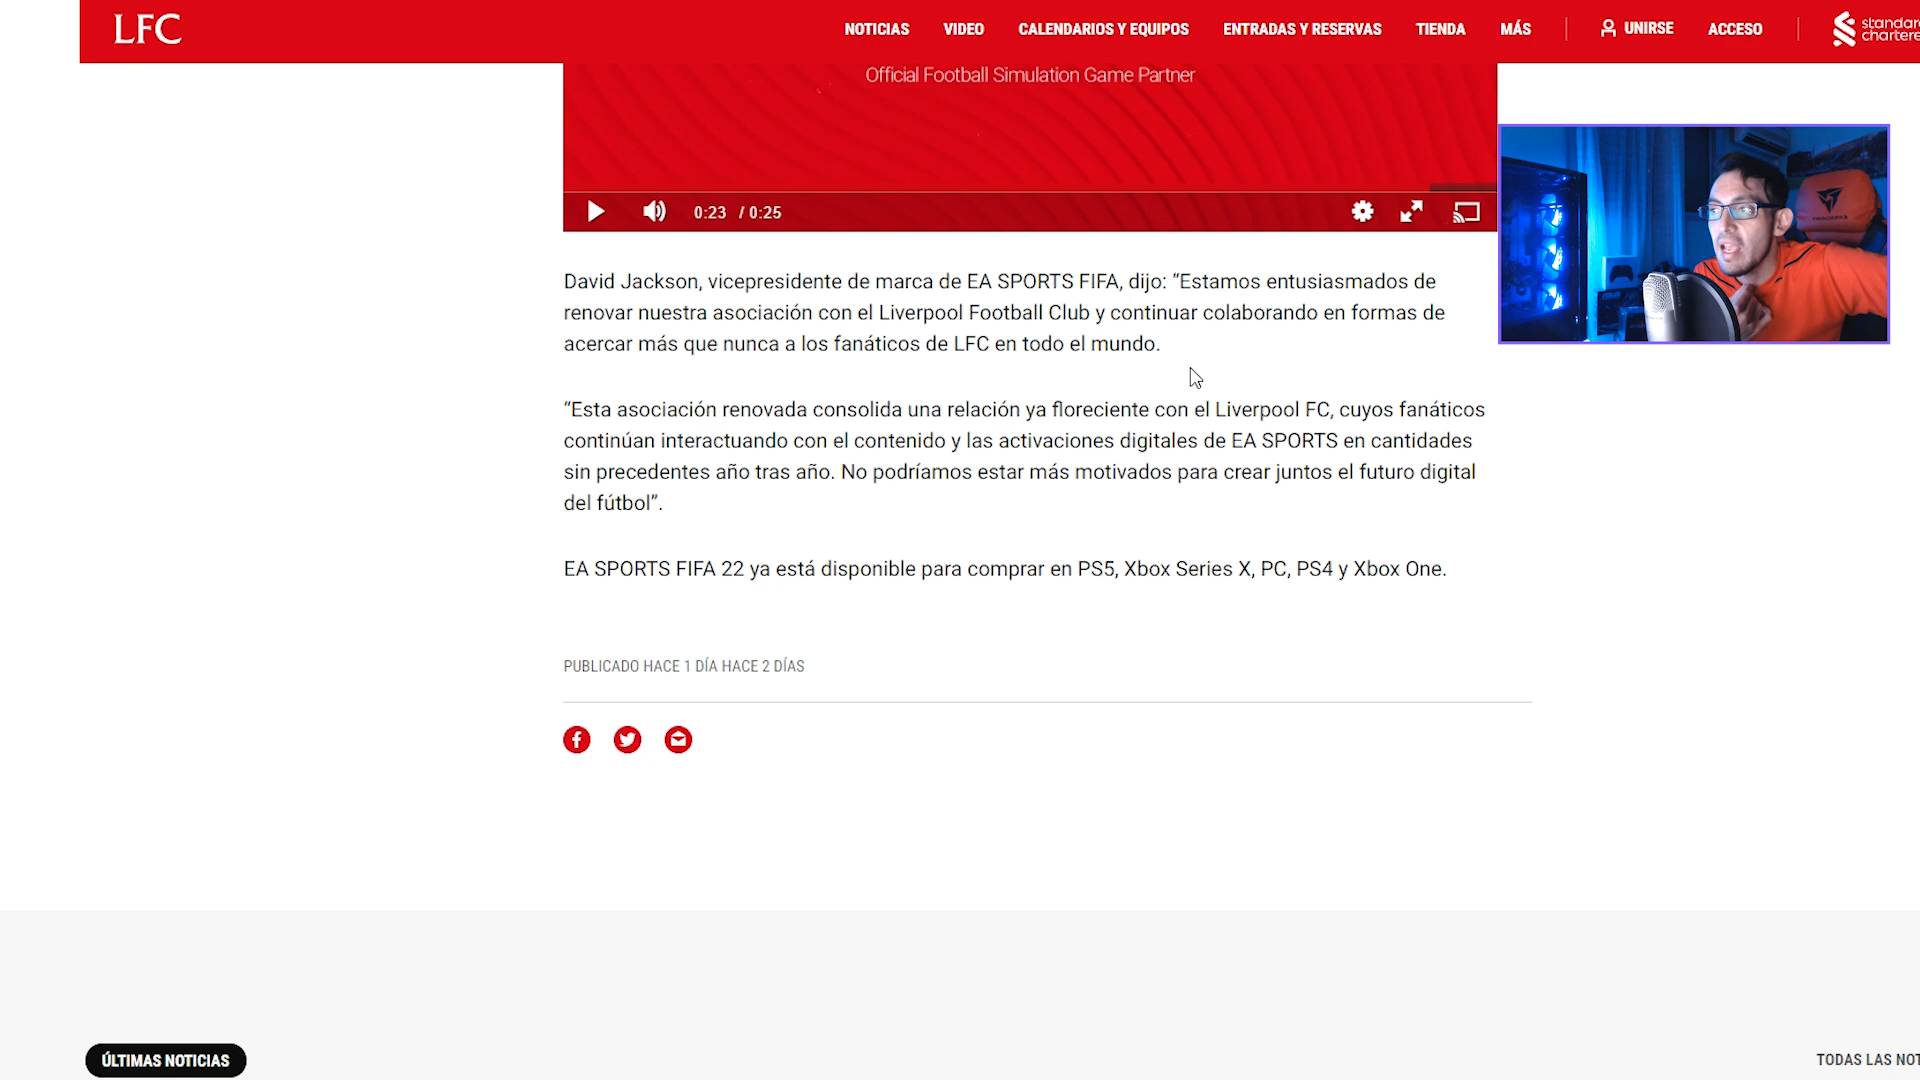 LFC
NOTICIAS VIDEO CALENDARIOS Y EQUIPOS ENTRADAS Y RESERVAS TIENDA MÁS UNIRSE ACCESO
standar
chartere
Official Football Simulation Game Partner
0:23 / 0:25
David Jackson, vicepresidente de marca de EA SPORTS FIFA, dijo: “Estamos entusiasmados de
renovar nuestra asociación con el Liverpool Football Club y continuar colaborando en formas de
acercar más que nunca a los fanáticos de LFC en todo el mundo.
“Esta asociación renovada consolida una relación ya floreciente con el Liverpool FC, cuyos fanáticos
continúan interactuando con el contenido y las activaciones digitales de EA SPORTS en cantidades
sin precedentes año tras año. No podríamos estar más motivados para crear juntos el futuro digital
del fútbol”.
EA SPORTS FIFA 22 ya está disponible para comprar en PS5, Xbox Series X, PC, PS4 y Xbox One.
PUBLICADO HACE 1 DÍA HACE 2 DÍAS
ÚLTIMAS NOTICIAS
TODAS LAS NOT